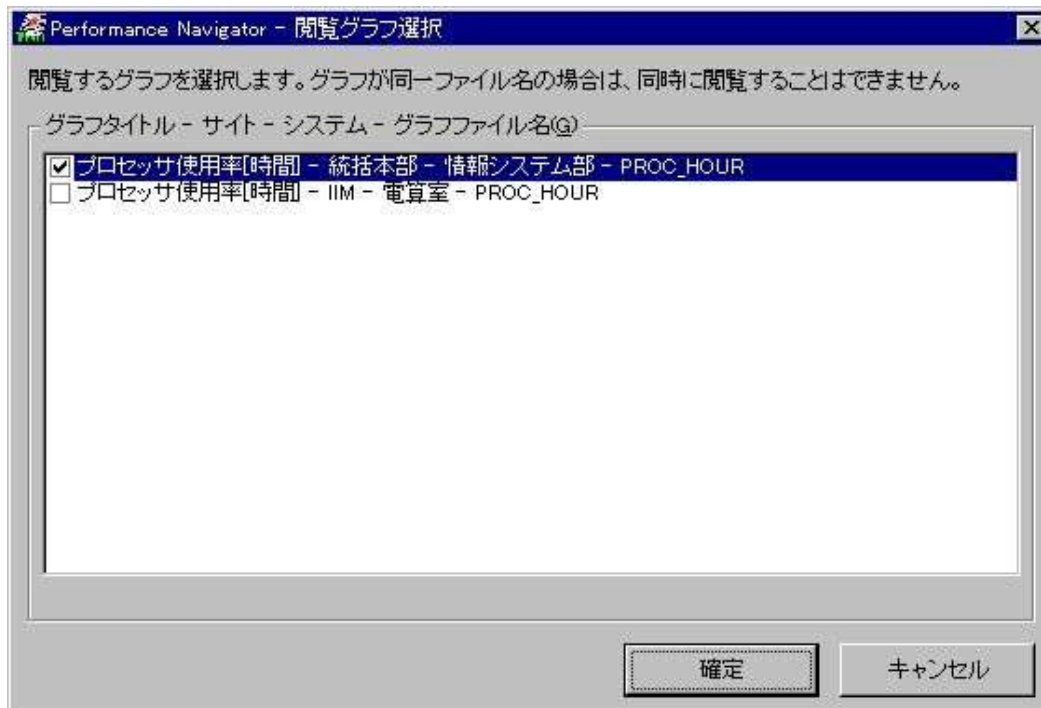 Performance Navigator - 閲覧グラフ選択
閲覧するグラフを選択します。グラフが同一ファイル名の場合は、同時に閲覧することはできません。
グラフタイトル - サイト - システム - グラフファイル名(G)
プロセッサ使用率[時間] - 統括本部 - 情報システム部 - PROC_HOUR
プロセッサ使用率[時間] - IIM - 電算室 - PROC_HOUR
確定
キャンセル